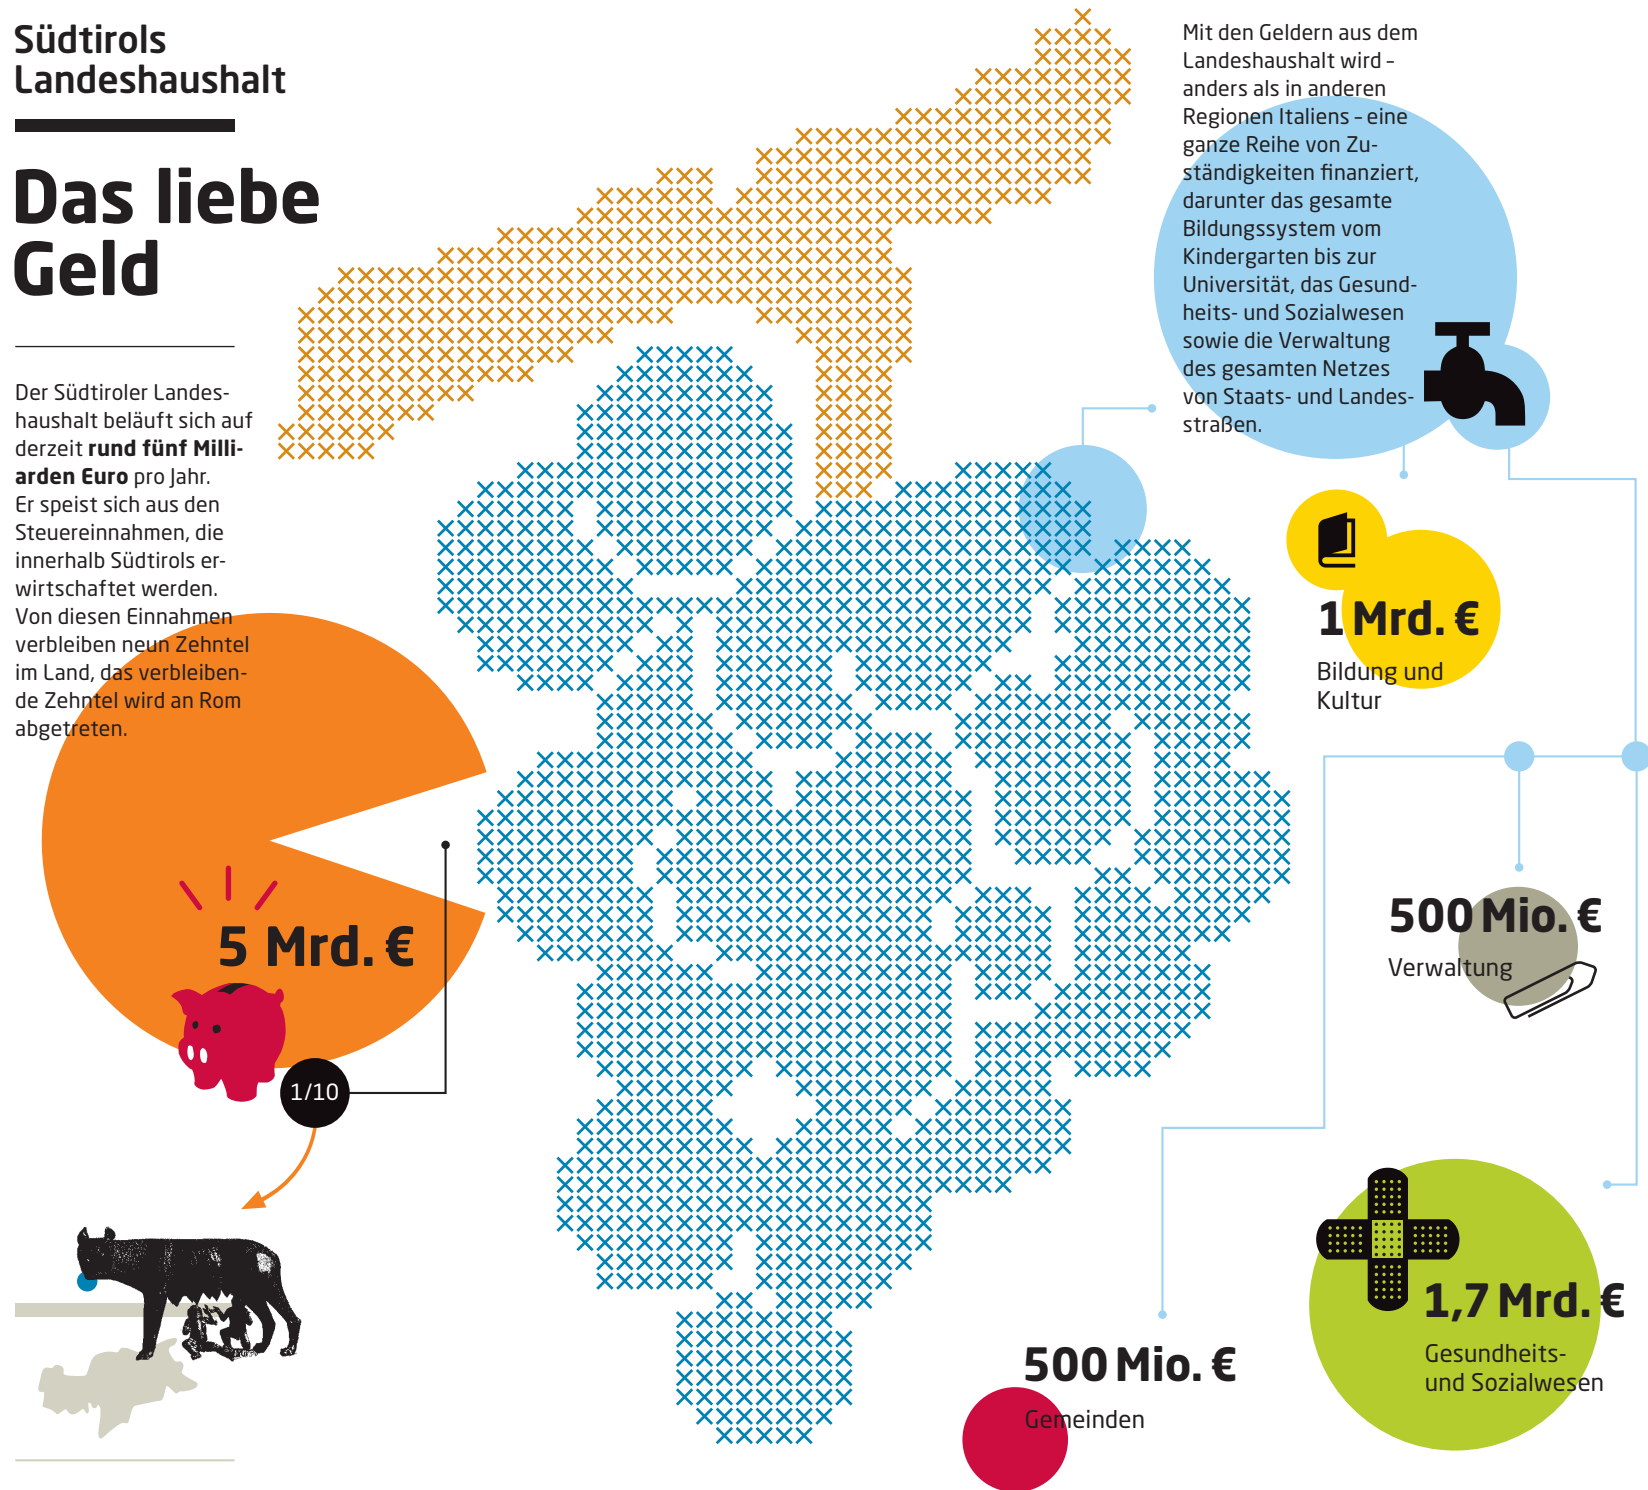 Südtirols
Landeshaushalt
Das liebe
Geld
Der Südtiroler Landes-
haushalt beläuft sich auf
derzeit rund fünf Milli-
arden Euro pro Jahr.
Er speist sich aus den
Steuereinnahmen, die
innerhalb Südtirols er-
wirtschaftet werden.
Von diesen Einnahmen
verbleiben neun Zehntel
im Land, das verbleiben-
de Zehntel wird an Rom
abgetreten.
5 Mrd. €
1/10
Mit den Geldern aus dem
Landeshaushalt wird –
anders als in anderen
Regionen Italiens – eine
ganze Reihe von Zu-
ständigkeiten finanziert,
darunter das gesamte
Bildungssystem vom
Kindergarten bis zur
Universität, das Gesund-
heits- und Sozialwesen
sowie die Verwaltung
des gesamten Netzes
von Staats- und Landes-
straßen.
1 Mrd. €
Bildung und
Kultur
500 Mio. €
Verwaltung
1,7 Mrd. €
Gesundheits-
und Sozialwesen
500 Mio. €
Gemeinden